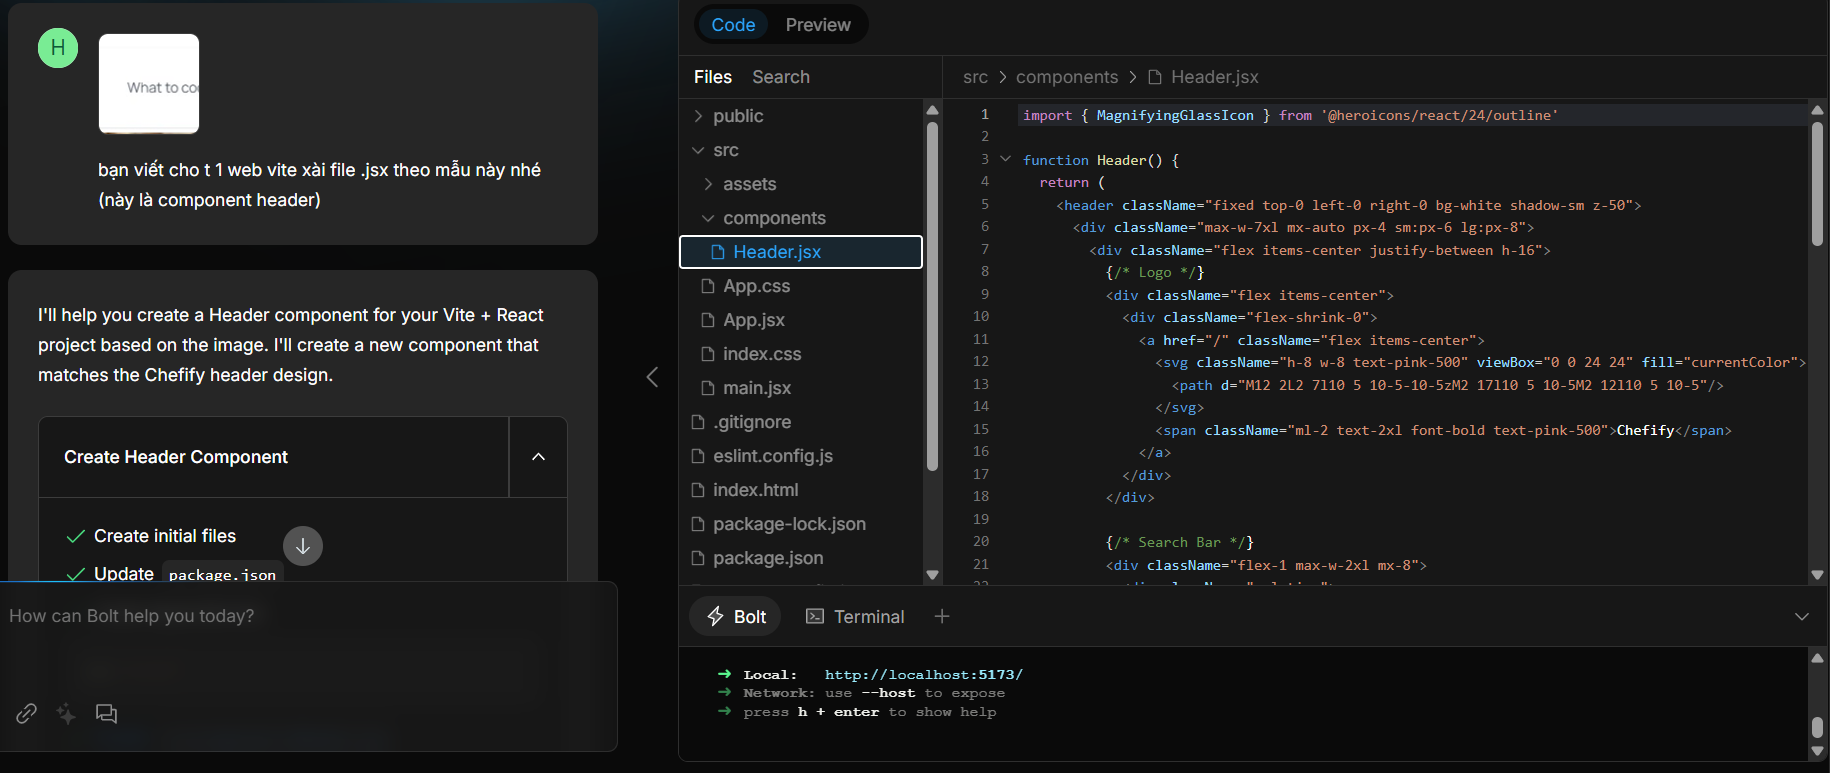 H
What to coo
bạn viết cho t 1 web vite xài file .jsx theo mẫu này nhé
(này là component header)
I'll help you create a Header component for your Vite + React
project based on the image. I'll create a new component that
matches the Chefify header design.
Create Header Component
Create initial files
Update package.json
How can Bolt help you today?
Code Preview
Files Search
public
src
assets
components
Header.jsx
App.css
App.jsx
index.css
main.jsx
.gitignore
eslint.config.js
index.html
package-lock.json
package.json
src > components > Header.jsx
1 import { MagnifyingGlassIcon } from '@heroicons/react/24/outline'
2
3 function Header() {
4 return (
5 <header className="fixed top-0 left-0 right-0 bg-white shadow-sm z-50">
6 <div className="max-w-7xl mx-auto px-4 sm:px-6 lg:px-8">
7 <div className="flex items-center justify-between h-16">
8 {/* Logo */}
9 <div className="flex items-center">
10 <div className="flex-shrink-0">
11 <a href="/" className="flex items-center">
12 <svg className="h-8 w-8 text-pink-500" viewBox="0 0 24 24" fill="currentColor">
13 <path d="M12 2L2 7l10 5 10-5-10-5zM2 17l10 5 10-5M2 12l10 5 10-5"/>
14 </svg>
15 <span className="ml-2 text-2xl font-bold text-pink-500">Chefify</span>
16 </a>
17 </div>
18 </div>
19
20 {/* Search Bar */}
21 <div className="flex-1 max-w-2xl mx-8">
Bolt Terminal
➜ Local: http://localhost:5173/
➜ Network: use --host to expose
➜ press h + enter to show help